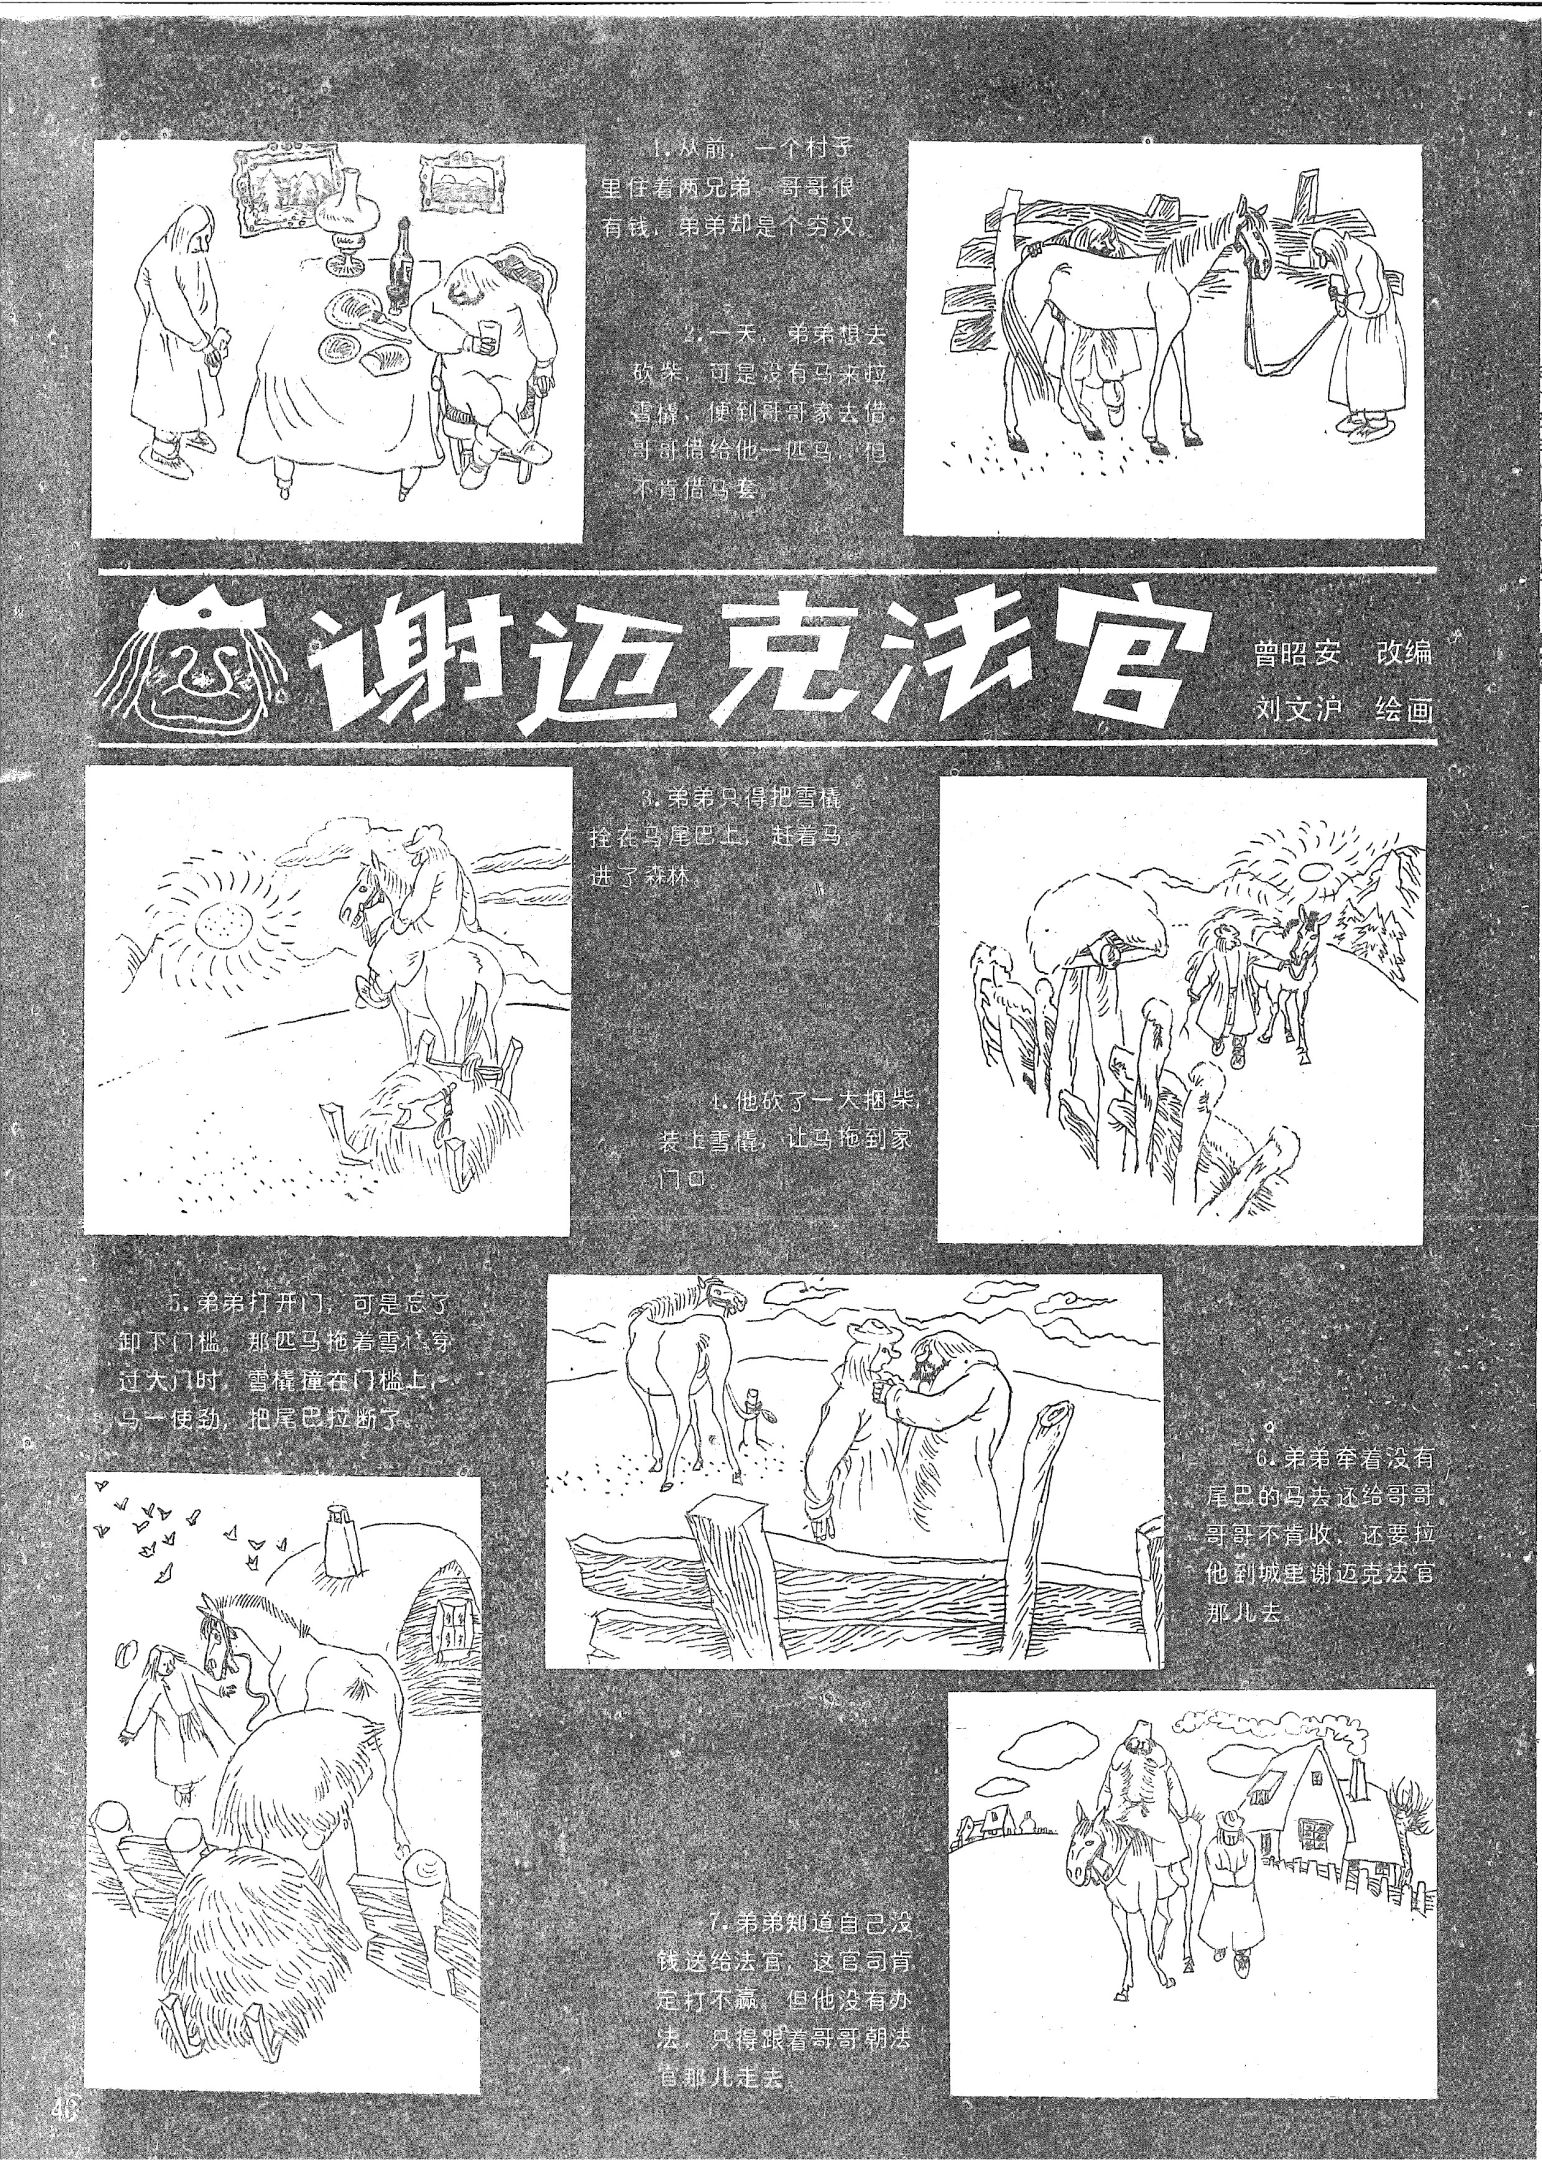 1.从前，一个村子
里住着两兄弟，哥哥很
有钱，弟弟却是个穷汉。
2.一天，弟弟想去
砍柴，可是没有马来拉
雪橇，便到哥哥家去借。
哥哥借给他一匹马，但
不肯借马套。
谢迈克法官
曾昭安 改编
刘文沪 绘画
3.弟弟只得把雪橇
拴在马尾巴上，赶着马
进了森林。
4.他砍了一大捆柴，
装上雪橇，让马拖到家
门口。
5.弟弟打开门，可是忘了
卸下门槛。那匹马拖着雪橇穿
过大门时，雪橇撞在门槛上，
马一使劲，把尾巴拉断了。
6.弟弟牵着没有
尾巴的马去还给哥哥。
哥哥不肯收，还要拉
他到城里谢迈克法官
那儿去。
7.弟弟知道自己没
钱送给法官，这官司肯
定打不赢。但他没有办
法，只得跟着哥哥朝法
官那儿走去。